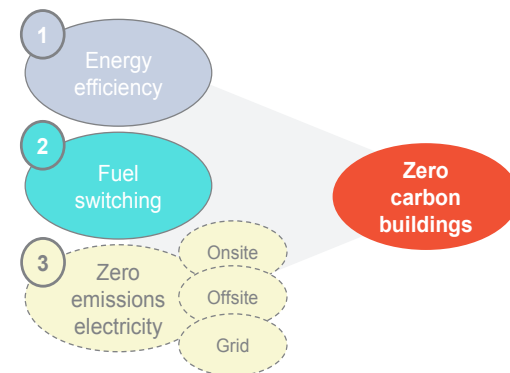 1
Energy
efficiency
2
Fuel
switching
3
Zero
emissions
electricity
Onsite
Offsite
Grid
Zero
carbon
buildings